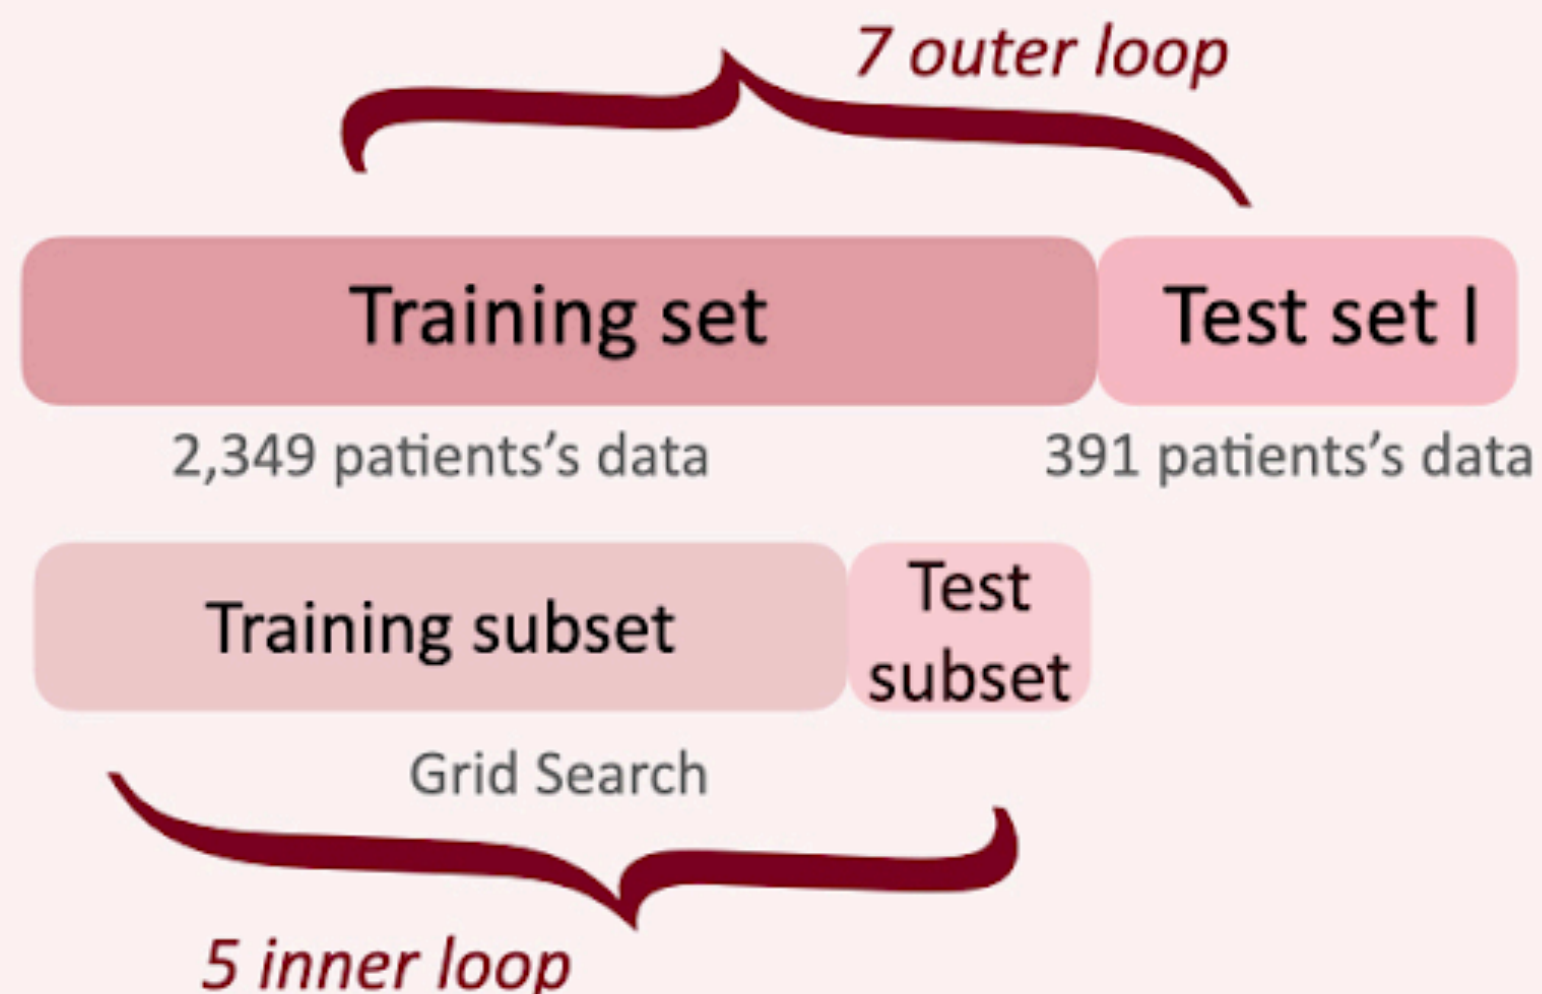 7 outer loop
Training set
Test set I
2,349 patients’s data
391 patients’s data
Training subset
Test
subset
Grid Search
5 inner loop